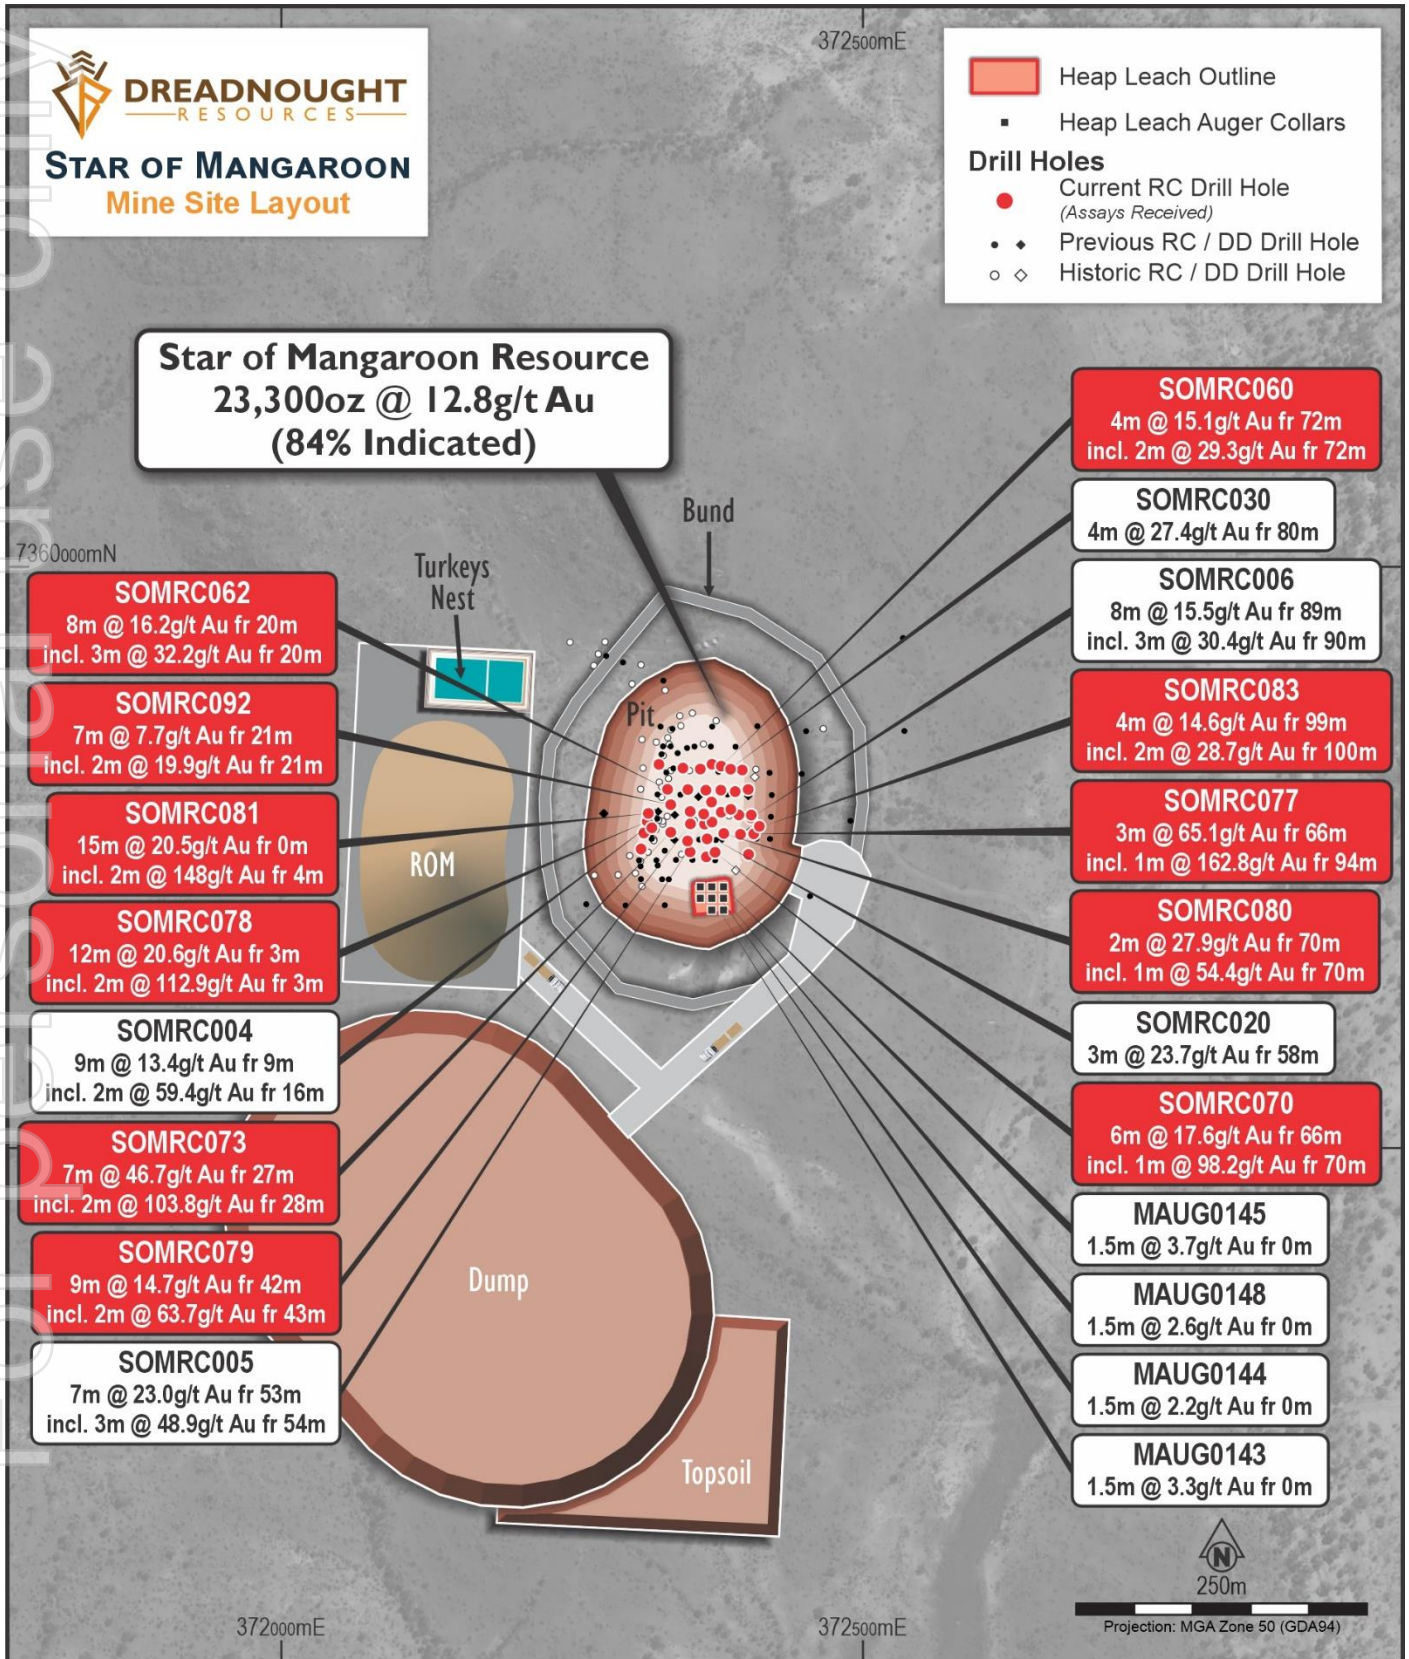 For personal use only
DREADNOUGHT
RESOURCES
STAR OF MANGAROON
Mine Site Layout
372500mE
Heap Leach Outline
Heap Leach Auger Collars
Drill Holes
Current RC Drill Hole
(Assays Received)
Previous RC / DD Drill Hole
Historic RC / DD Drill Hole
Star of Mangaroon Resource
23,300oz @ 12.8g/t Au
(84% Indicated)
Bund
Turkeys
Nest
Pit
ROM
Dump
Topsoil
7360000mN
SOMRC062
8m @ 16.2g/t Au fr 20m
incl. 3m @ 32.2g/t Au fr 20m
SOMRC092
7m @ 7.7g/t Au fr 21m
incl. 2m @ 19.9g/t Au fr 21m
SOMRC081
15m @ 20.5g/t Au fr 0m
incl. 2m @ 148g/t Au fr 4m
SOMRC078
12m @ 20.6g/t Au fr 3m
incl. 2m @ 112.9g/t Au fr 3m
SOMRC004
9m @ 13.4g/t Au fr 9m
incl. 2m @ 59.4g/t Au fr 16m
SOMRC073
7m @ 46.7g/t Au fr 27m
incl. 2m @ 103.8g/t Au fr 28m
SOMRC079
9m @ 14.7g/t Au fr 42m
incl. 2m @ 63.7g/t Au fr 43m
SOMRC005
7m @ 23.0g/t Au fr 53m
incl. 3m @ 48.9g/t Au fr 54m
SOMRC060
4m @ 15.1g/t Au fr 72m
incl. 2m @ 29.3g/t Au fr 72m
SOMRC030
4m @ 27.4g/t Au fr 80m
SOMRC006
8m @ 15.5g/t Au fr 89m
incl. 3m @ 30.4g/t Au fr 90m
SOMRC083
4m @ 14.6g/t Au fr 99m
incl. 2m @ 28.7g/t Au fr 100m
SOMRC077
3m @ 65.1g/t Au fr 66m
incl. 1m @ 162.8g/t Au fr 94m
SOMRC080
2m @ 27.9g/t Au fr 70m
incl. 1m @ 54.4g/t Au fr 70m
SOMRC020
3m @ 23.7g/t Au fr 58m
SOMRC070
6m @ 17.6g/t Au fr 66m
incl. 1m @ 98.2g/t Au fr 70m
MAUG0145
1.5m @ 3.7g/t Au fr 0m
MAUG0148
1.5m @ 2.6g/t Au fr 0m
MAUG0144
1.5m @ 2.2g/t Au fr 0m
MAUG0143
1.5m @ 3.3g/t Au fr 0m
N
250m
Projection: MGA Zone 50 (GDA94)
372000mE
372500mE